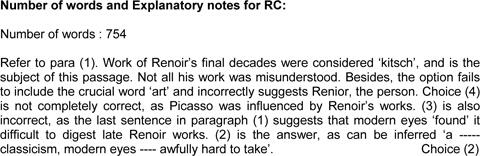 Number of words and Explanatory notes for RC:
Number of words : 754
Refer to para (1). Work of Renoir's final decades were considered 'kitsch', and is the
subject of this passage. Not all his work was misunderstood. Besides, the option fails
to include the crucial word 'art' and incorrectly suggests Renior, the person. Choice (4)
is not completely correct, as Picasso was influenced by Renoir's works. (3) is also
incorrect, as the last sentence in paragraph (1) suggests that modern eyes 'found' it
difficult to digest late Renoir works. (2) is the answer, as can be inferred 'a -----
classicism, modern eyes ---- awfully hard to take'. Choice (2)